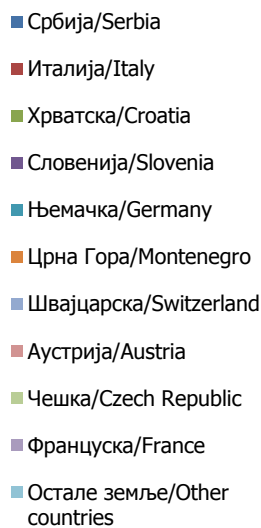 Србија/Serbia
Италија/Italy
Хрватска/Croatia
Словенија/Slovenia
Њемачка/Germany
Црна Гора/Montenegro
Швајцарска/Switzerland
Аустрија/Austria
Чешка/Czech Republic
Француска/France
Остале земље/Other
countries